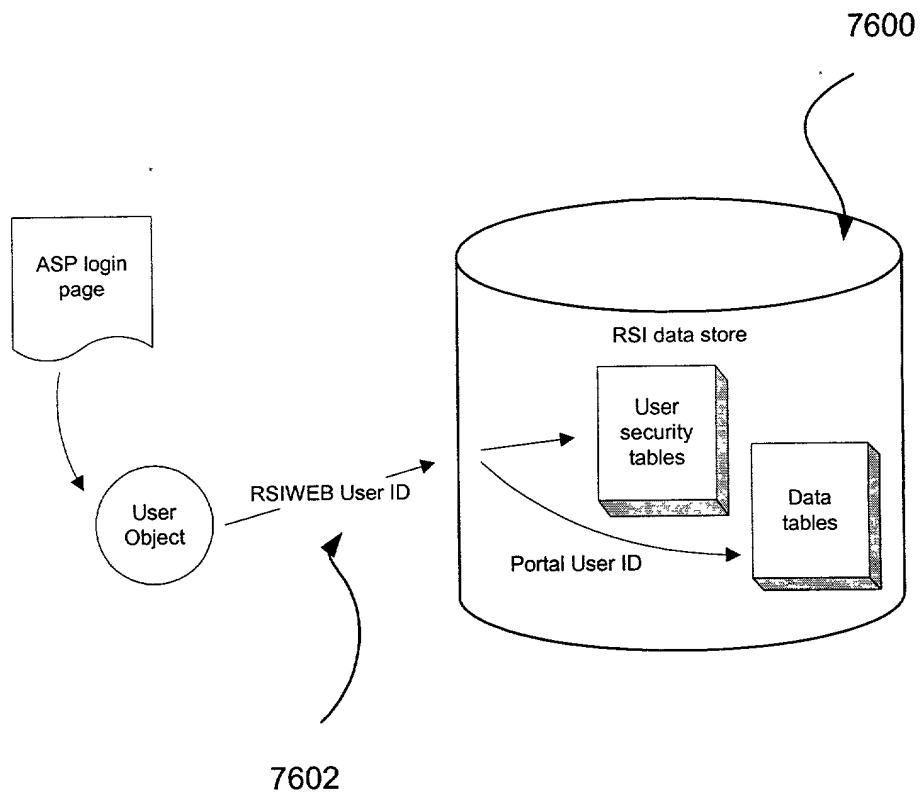 7600
ASP login
page
RSI data store
User
security
tables
RSIWEB User ID
User
Object
Data
tables
Portal User ID
7602